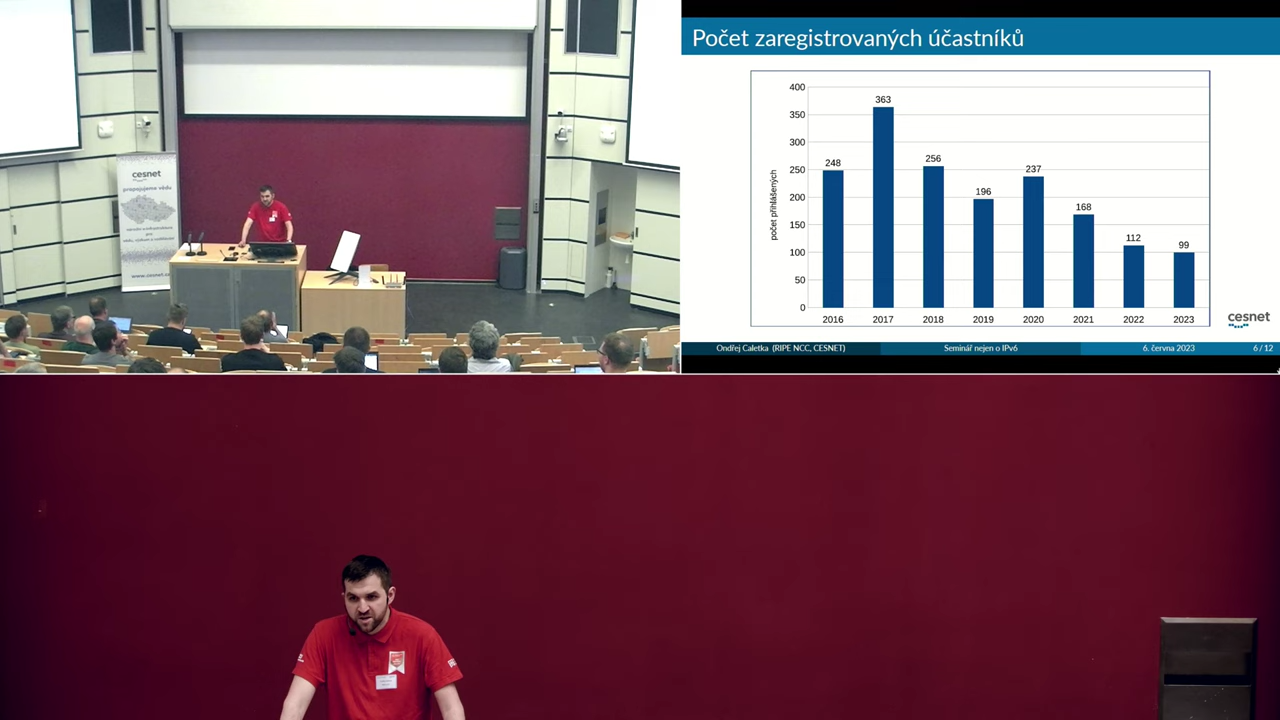 cesnet
propojujeme vědu
www.cesnet.cz
Počet zaregistrovaných účastníků
počet přihlášených
400
350
300
250
200
150
100
50
0
248
363
256
196
237
168
112
99
2016
2017
2018
2019
2020
2021
2022
2023
cesnet
Ondřej Caletka (RIPE NCC, CESNET)
Seminář nejen o IPv6
6. června 2023
6 / 12